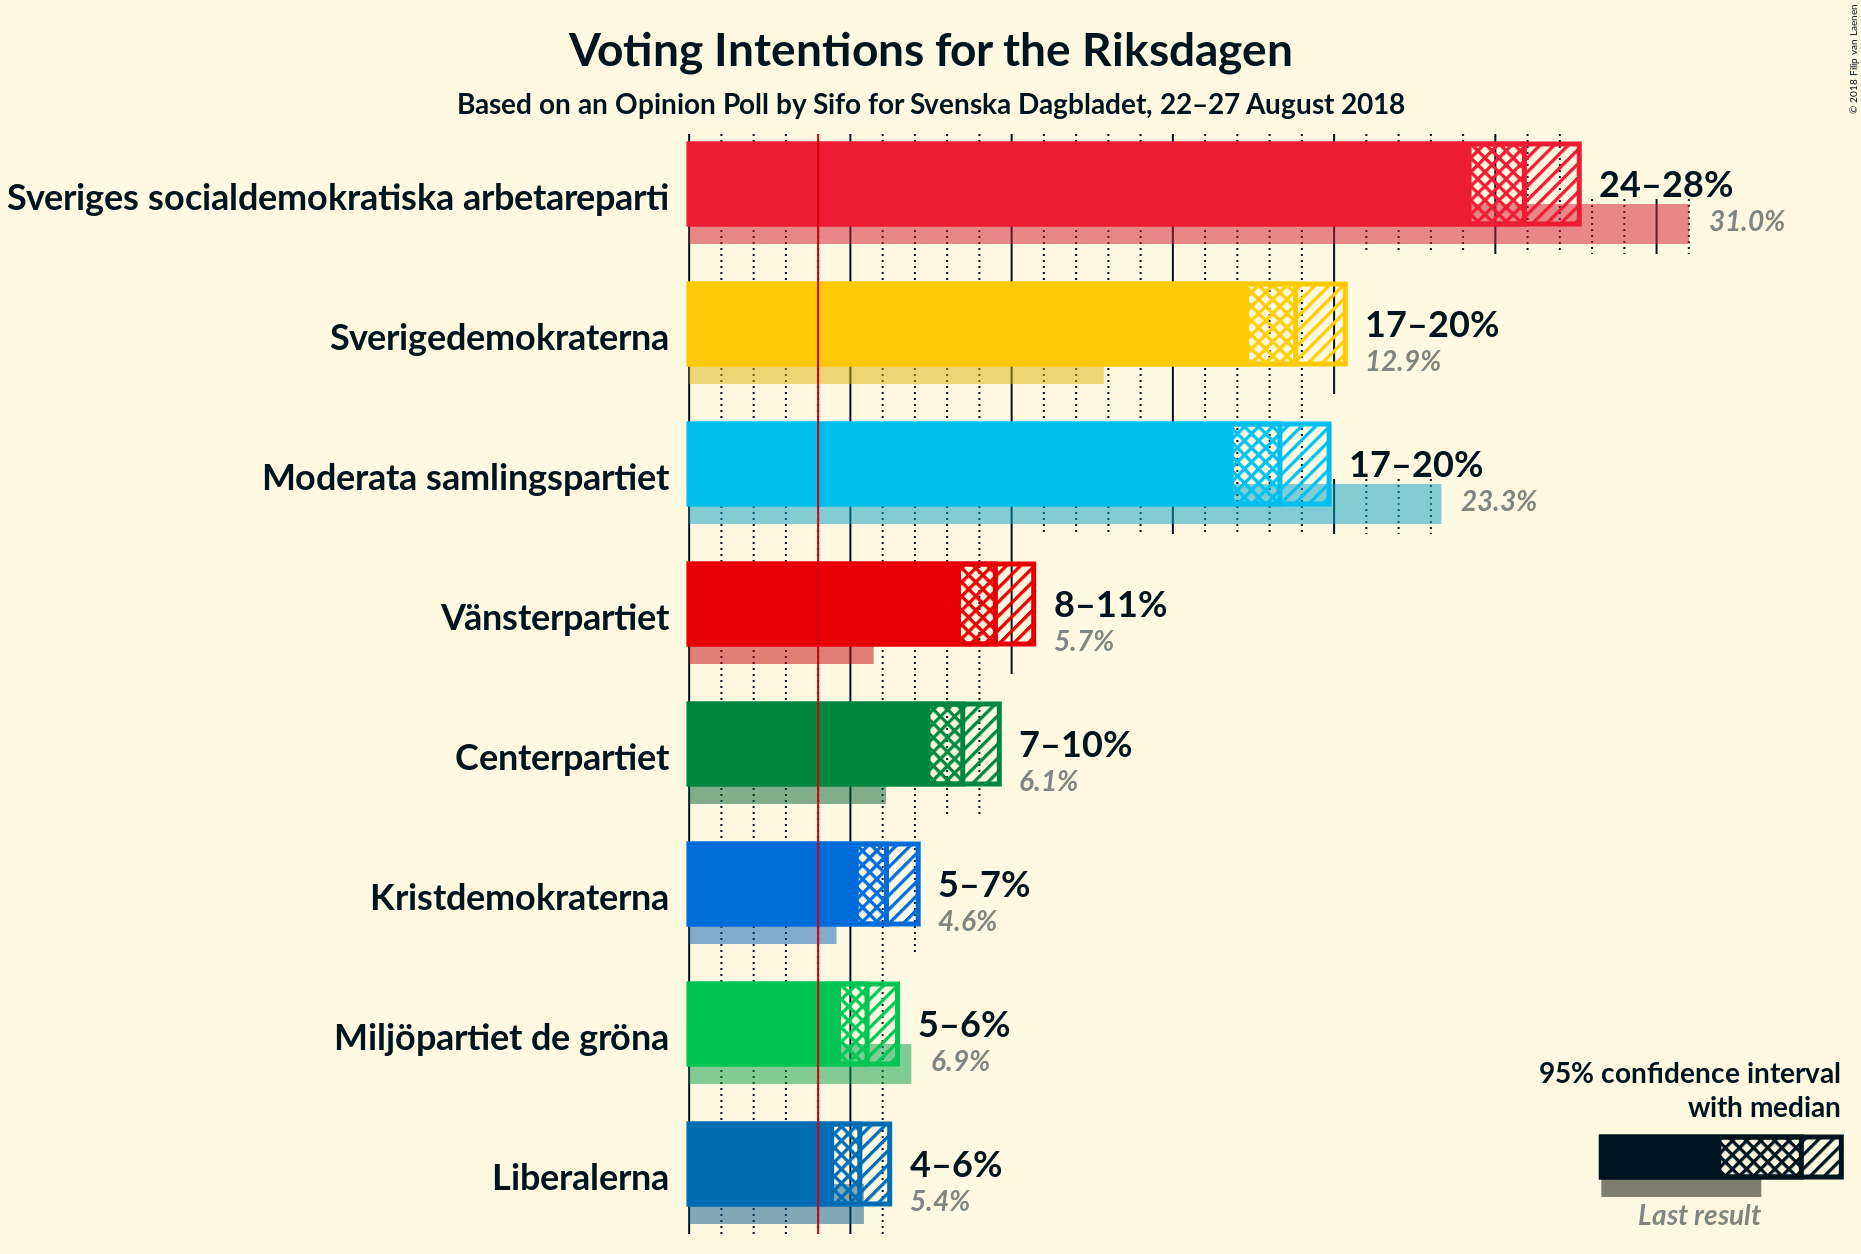 Voting Intentions for the Riksdagen
Based on an Opinion Poll by Sifo for Svenska Dagbladet, 22–27 August 2018
© 2018 Filip van Laenen
Sveriges socialdemokratiska arbetareparti
24–28%
31.0%
Sverigedemokraterna
17–20%
12.9%
Moderata samlingspartiet
17–20%
23.3%
Vänsterpartiet
8–11%
5.7%
Centerpartiet
7–10%
6.1%
Kristdemokraterna
5–7%
4.6%
Miljöpartiet de gröna
5–6%
6.9%
Liberalerna
4–6%
5.4%
95% confidence interval
with median
Last result